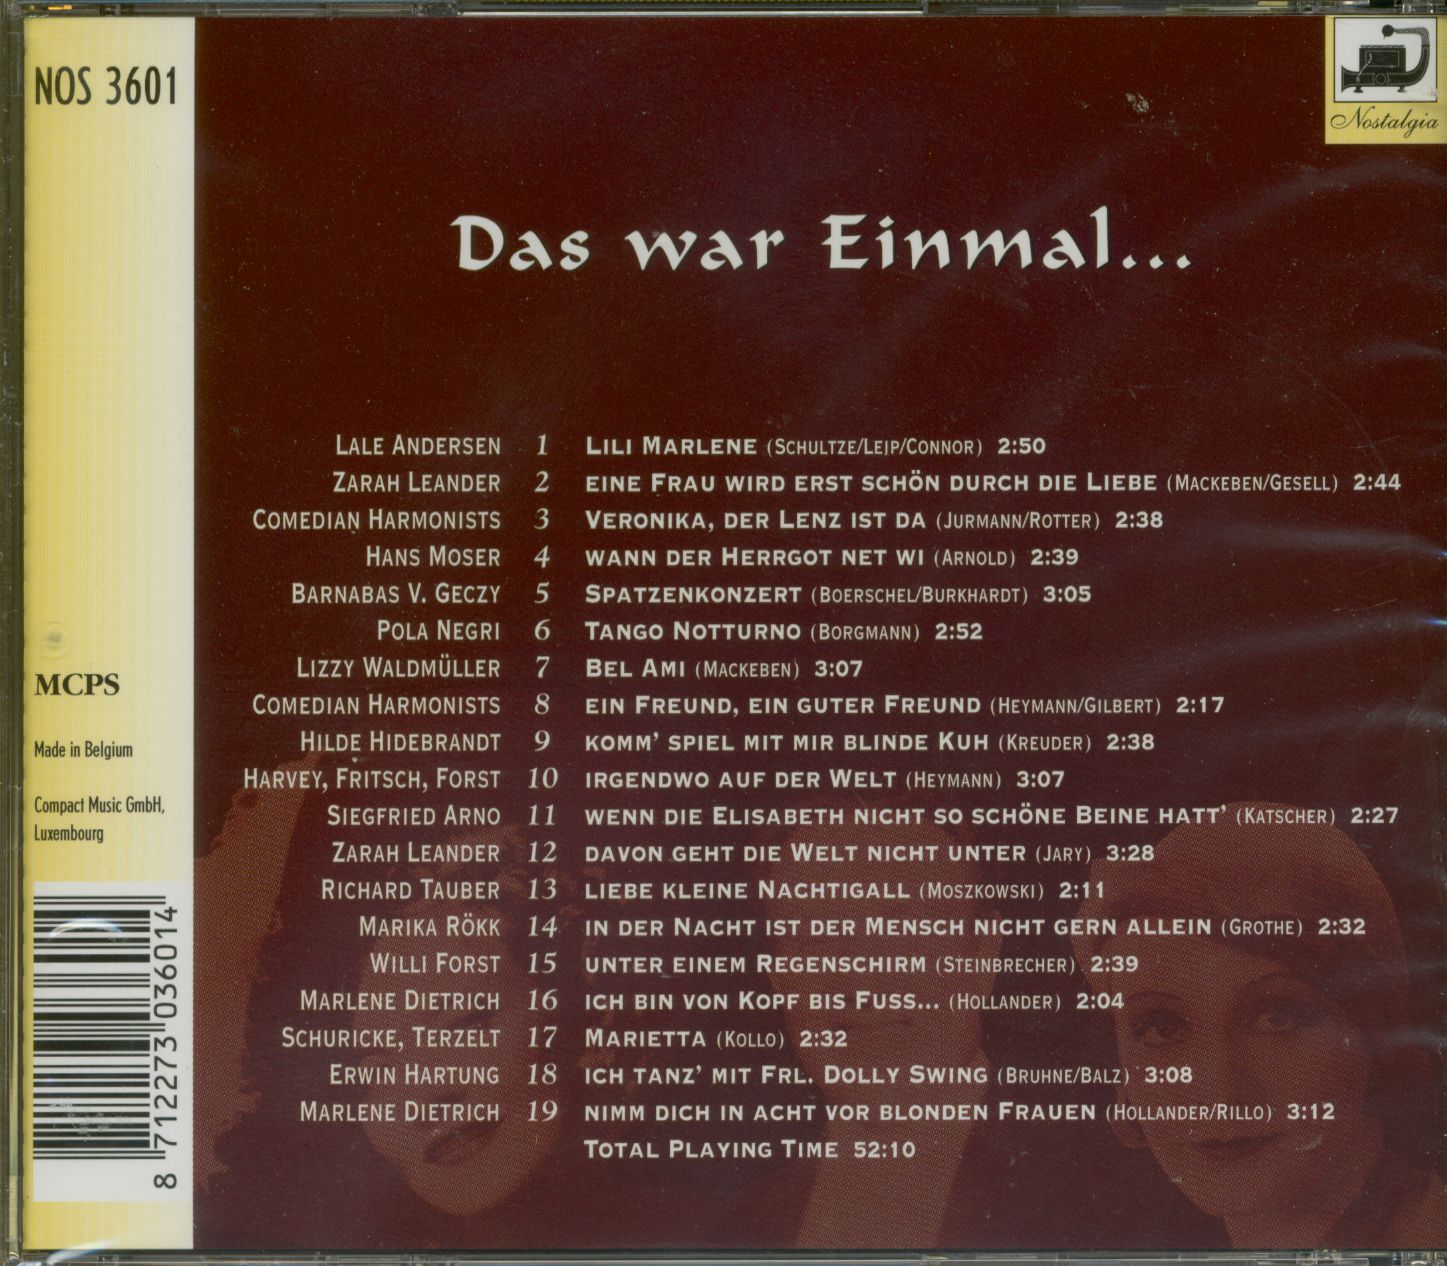 NOS 3601
Nostalgia
Das war Einmal...
LALE ANDERSEN 1 LILI MARLENE (SCHULTZE/LEIP/CONNOR) 2:50
ZARAH LEANDER 2 EINE FRAU WIRD ERST SCHÖN DURCH DIE LIEBE (MACKEBEN/GESELL) 2:44
COMEDIAN HARMONISTS 3 VERONIKA, DER LENZ IST DA (JURMANN/ROTTER) 2:38
HANS MOSER 4 WANN DER HERRGOT NET WI (ARNOLD) 2:39
BARNABAS V. GECZY 5 SPATZENKONZERT (BOERSCHEL/BURKHARDT) 3:05
POLA NEGRI 6 TANGO NOTTURNO (BORGMANN) 2:52
LIZZY WALDMÜLLER 7 BEL AMI (MACKEBEN) 3:07
COMEDIAN HARMONISTS 8 EIN FREUND, EIN GUTER FREUND (HEYMANN/GILBERT) 2:17
HILDE HIDEBRANDT 9 KOMM' SPIEL MIT MIR BLINDE KUH (KREUDER) 2:38
HARVEY, FRITSCH, FORST 10 IRGENDWO AUF DER WELT (HEYMANN) 3:07
SIEGFRIED ARNO 11 WENN DIE ELISABETH NICHT SO SCHÖNE BEINE HATT' (KATSCHER) 2:27
ZARAH LEANDER 12 DAVON GEHT DIE WELT NICHT UNTER (JARY) 3:28
RICHARD TAUBER 13 LIEBE KLEINE NACHTIGALL (MOSZKOWSKI) 2:11
MARIKA RÖKK 14 IN DER NACHT IST DER MENSCH NICHT GERN ALLEIN (GROTHE) 2:32
WILLI FORST 15 UNTER EINEM REGENSCHIRM (STEINBRECHER) 2:39
MARLENE DIETRICH 16 ICH BIN VON KOPF BIS FUSS... (HOLLANDER) 2:04
SCHURICKE, TERZELT 17 MARIETTA (KOLLO) 2:32
ERWIN HARTUNG 18 ICH TANZ' MIT FRL. DOLLY SWING (BRUHNE/BALZ) 3:08
MARLENE DIETRICH 19 NIMM DICH IN ACHT VOR BLONDEN FRAUEN (HOLLANDER/RILLO) 3:12
TOTAL PLAYING TIME 52:10
MCPS
Made in Belgium
Compact Music GmbH,
Luxembourg
8 712273 036014